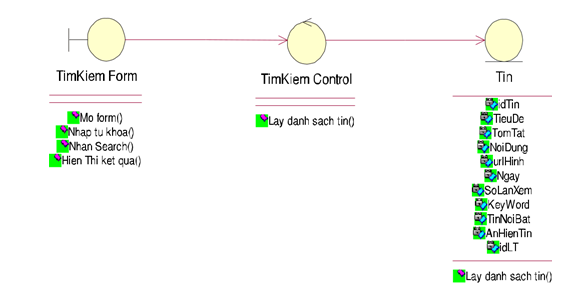 TimKiem Form
Mo form()
Nhap tu khoa()
Nhan Search()
Hien Thi ket qua()
TimKiem Control
Lay danh sach tin()
Tin
idTin
TieuDe
TomTat
NoiDung
urlHinh
Ngay
SoLanXem
KeyWord
TinNoiBat
AnHienTin
idLT
Lay danh sach tin()